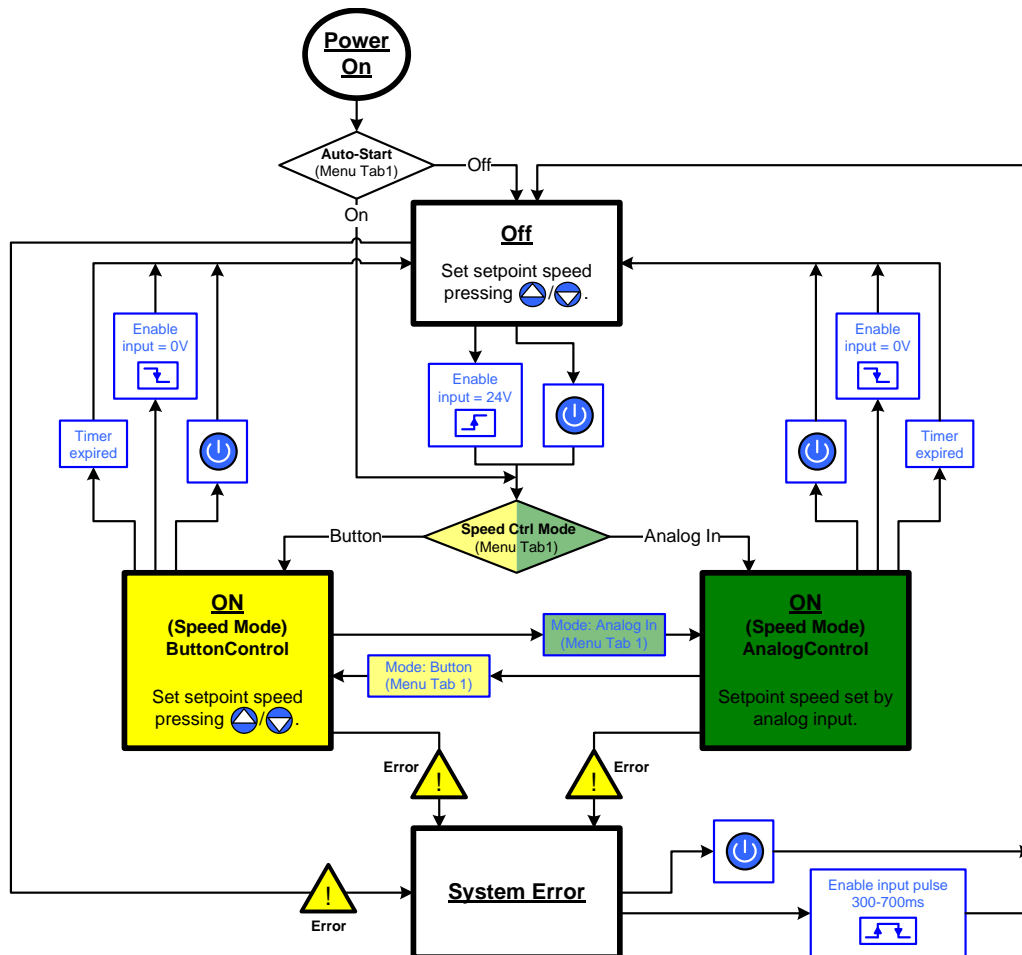 Power
On
Auto-Start
(Menu Tab1)
Off
On
Off
Set setpoint speed
pressing / .
Enable
input = 0V
Enable
input = 24V
Enable
input = 0V
Timer
expired
Timer
expired
Speed Ctrl Mode
(Menu Tab1)
Button
Analog In
ON
(Speed Mode)
ButtonControl
Set setpoint speed
pressing / .
Mode: Analog In
(Menu Tab 1)
Mode: Button
(Menu Tab 1)
ON
(Speed Mode)
AnalogControl
Setpoint speed set by
analog input.
Error
!
!
Error
System Error
!
Error
Enable input pulse
300-700ms